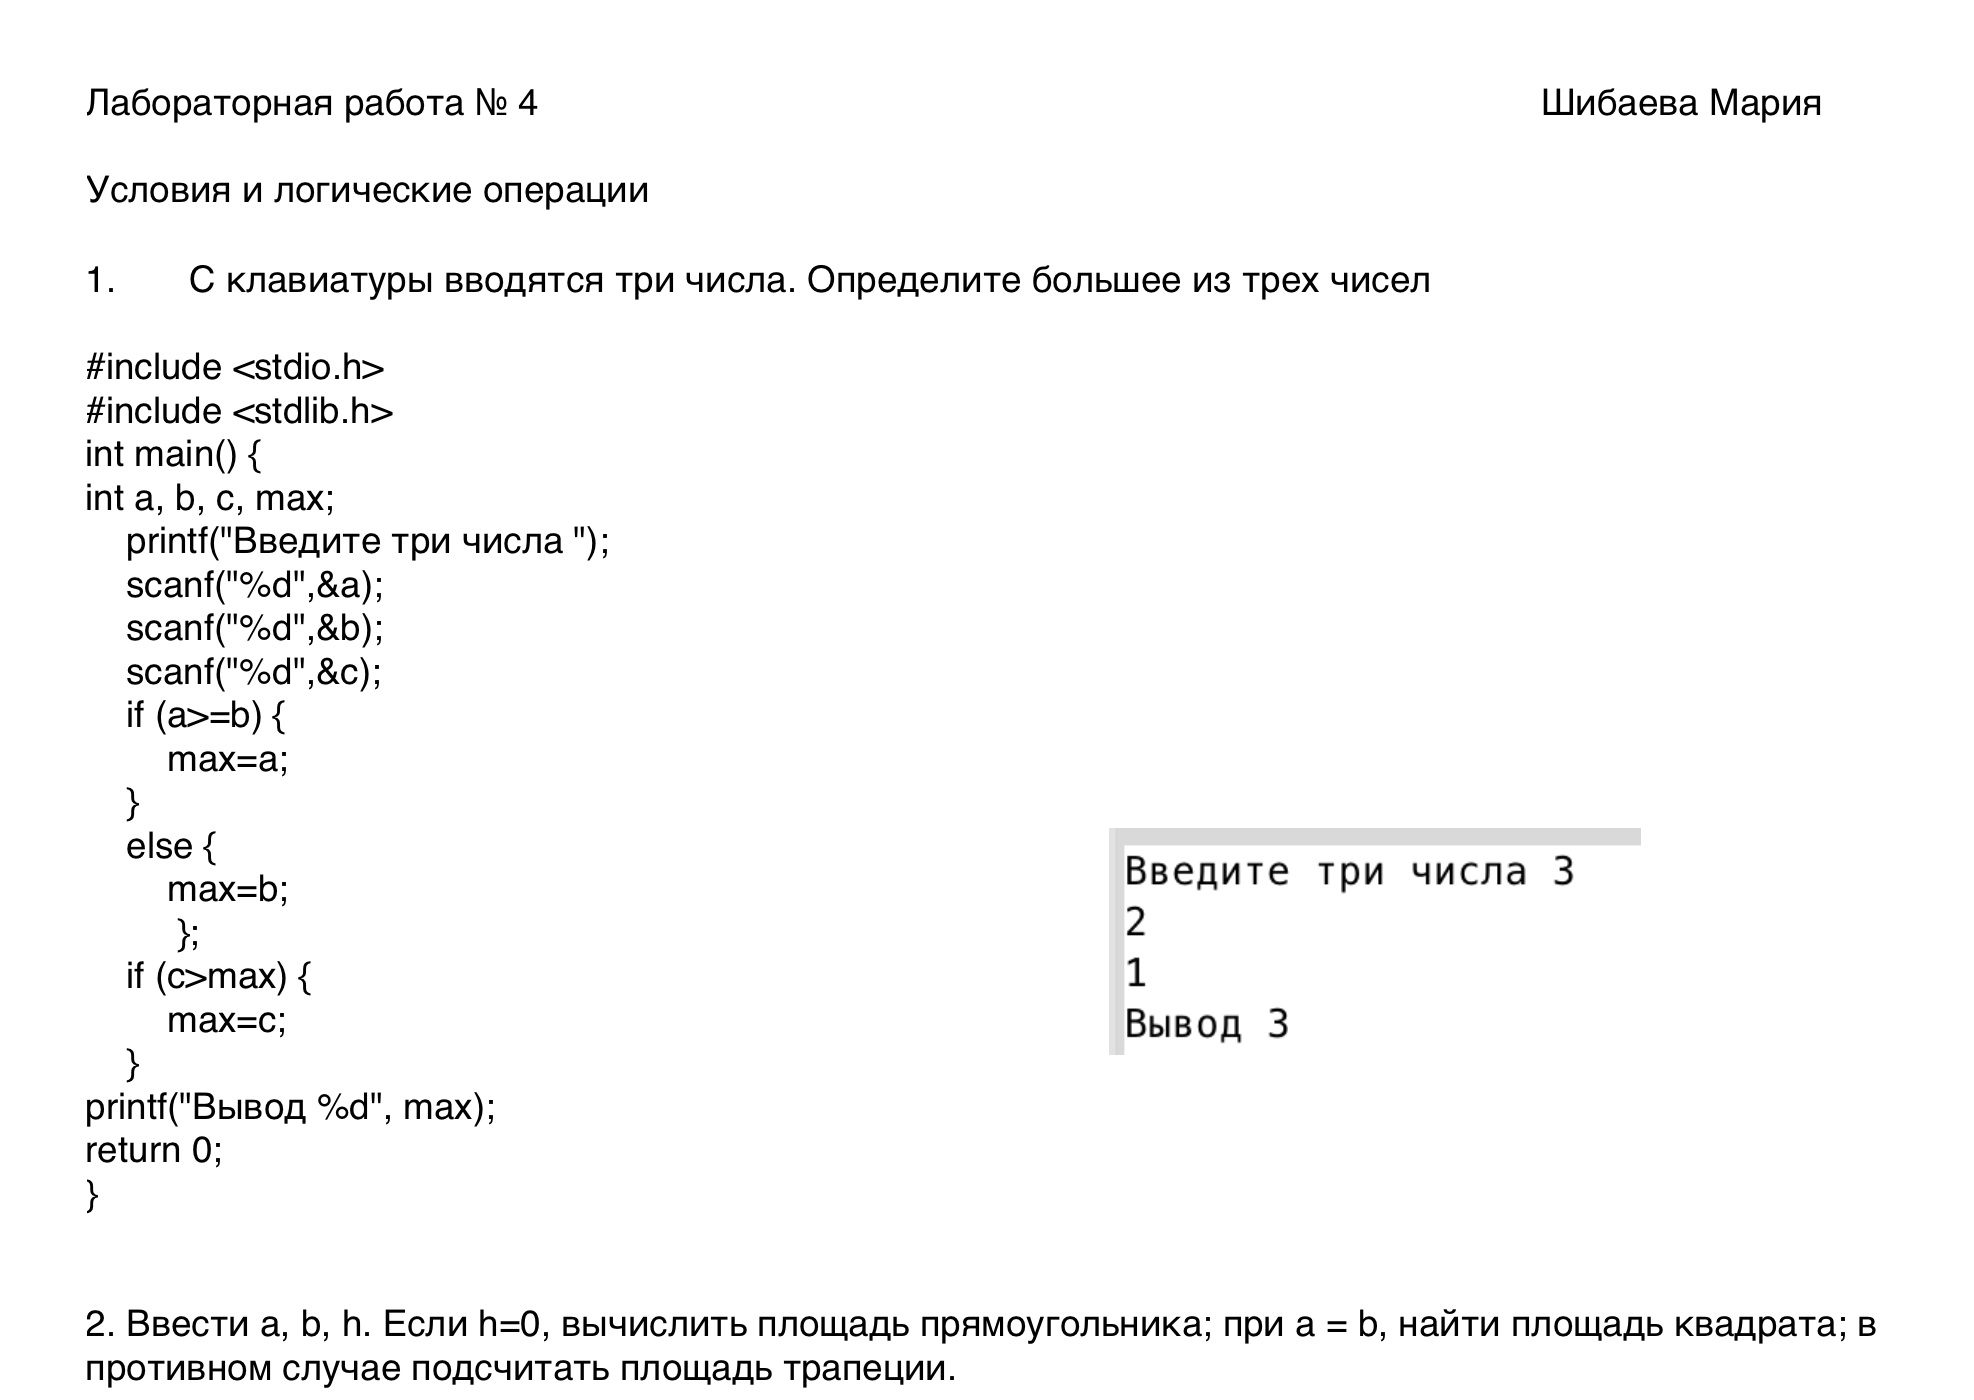 Лабораторная работа № 4 Шибаева Мария
Условия и логические операции
1. С клавиатуры вводятся три числа. Определите большее из трех чисел
#include <stdio.h>
#include <stdlib.h>
int main() {
int a, b, c, max;
printf("Введите три числа ");
scanf("%d",&a);
scanf("%d",&b);
scanf("%d",&c);
if (a>=b) {
max=a;
}
else {
max=b;
};
if (c>max) {
max=c;
}
printf("Вывод %d", max);
return 0;
}
Введите три числа 3
2
1
Вывод 3
2. Ввести a, b, h. Если h=0, вычислить площадь прямоугольника; при a = b, найти площадь квадрата; в
противном случае подсчитать площадь трапеции.